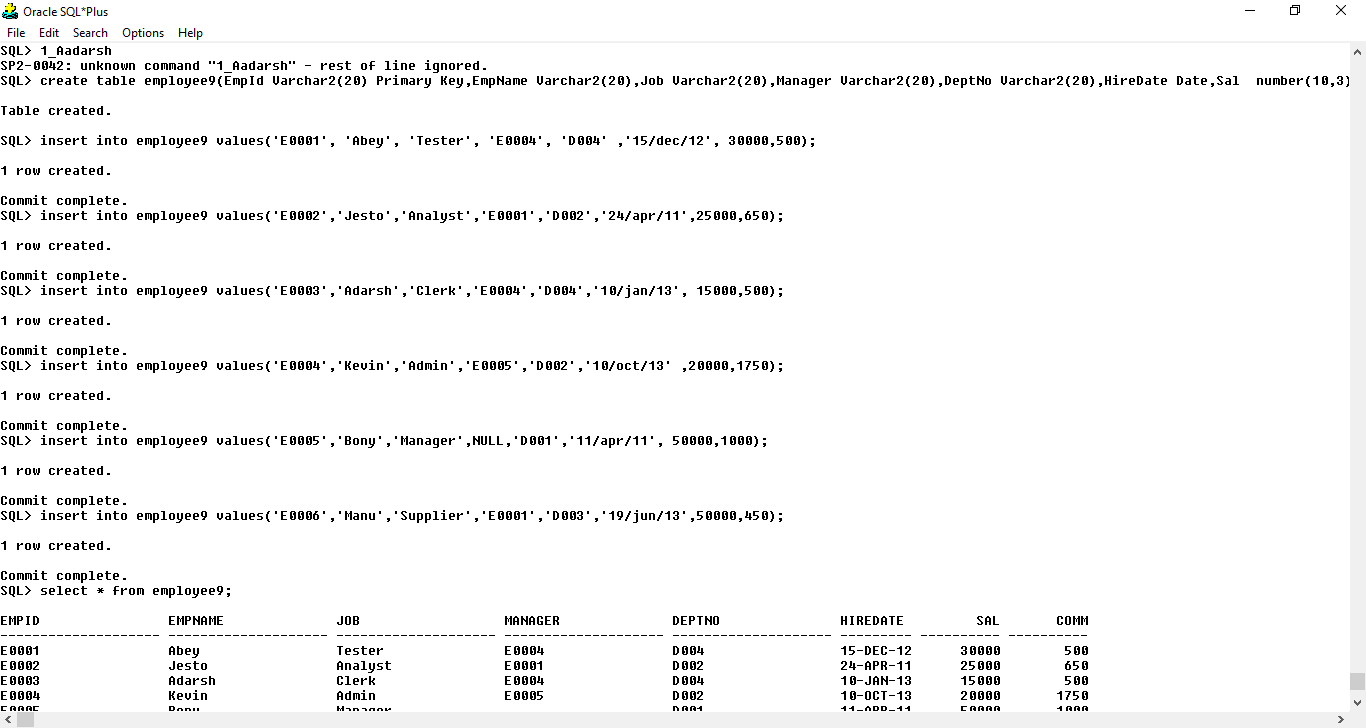 Oracle SQL*Plus
File Edit Search Options Help
SQL> 1_Aadarsh
SP2-0042: unknown command "1_Aadarsh" - rest of line ignored.
SQL> create table employee9(EmpId Varchar2(20) Primary Key,EmpName Varchar2(20),Job Varchar2(20),Manager Varchar2(20),DeptNo Varchar2(20),HireDate Date,Sal  number(10,3)
Table created.
SQL> insert into employee9 values('E0001', 'Abey', 'Tester', 'E0004', 'D004' ,'15/dec/12', 30000,500);
1 row created.
Commit complete.
SQL> insert into employee9 values('E0002','Jesto','Analyst','E0001','D002','24/apr/11',25000,650);
1 row created.
Commit complete.
SQL> insert into employee9 values('E0003','Adarsh','Clerk','E0004','D004','10/jan/13', 15000,500);
1 row created.
Commit complete.
SQL> insert into employee9 values('E0004','Kevin','Admin','E0005','D002','10/oct/13' ,20000,1750);
1 row created.
Commit complete.
SQL> insert into employee9 values('E0005','Bony','Manager',NULL,'D001','11/apr/11', 50000,1000);
1 row created.
Commit complete.
SQL> insert into employee9 values('E0006','Manu','Supplier','E0001','D003','19/jun/13',50000,450);
1 row created.
Commit complete.
SQL> select * from employee9;
EMPID EMPNAME JOB MANAGER DEPTNO HIREDATE SAL COMM
-------------------- -------------------- -------------------- -------------------- -------------------- --------- ---------- ----------
E0001 Abey Tester E0004 D004 15-DEC-12 30000 500
E0002 Jesto Analyst E0001 D002 24-APR-11 25000 650
E0003 Adarsh Clerk E0004 D004 10-JAN-13 15000 500
E0004 Kevin Admin E0005 D002 10-OCT-13 20000 1750
E0005 Bony Manager D001 11-APR-11 50000 1000